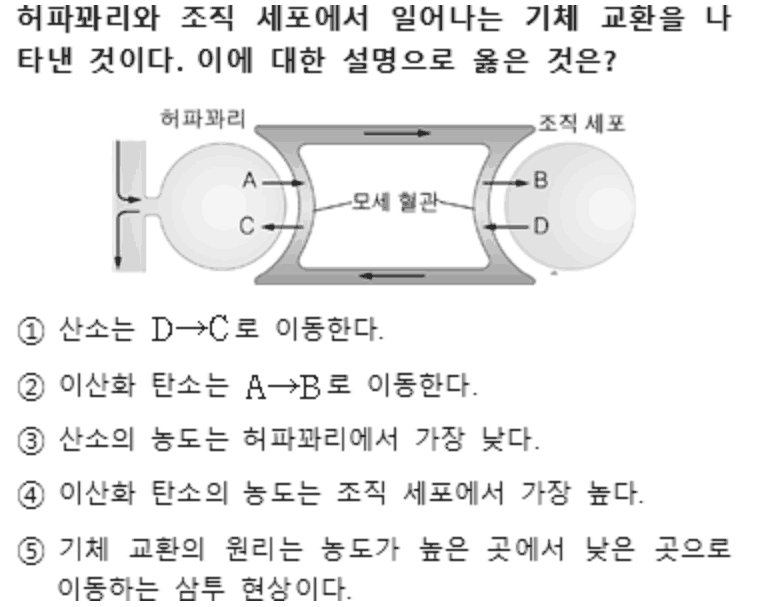 허파꽈리와 조직 세포에서 일어나는 기체 교환을 나
타낸 것이다. 이에 대한 설명으로 옳은 것은?
허파꽈리
조직 세포
A
B
모세 혈관
C
D
① 산소는 D→C로 이동한다.
② 이산화 탄소는 A→B로 이동한다.
③ 산소의 농도는 허파꽈리에서 가장 낮다.
④ 이산화 탄소의 농도는 조직 세포에서 가장 높다.
⑤ 기체 교환의 원리는 농도가 높은 곳에서 낮은 곳으로
이동하는 삼투 현상이다.